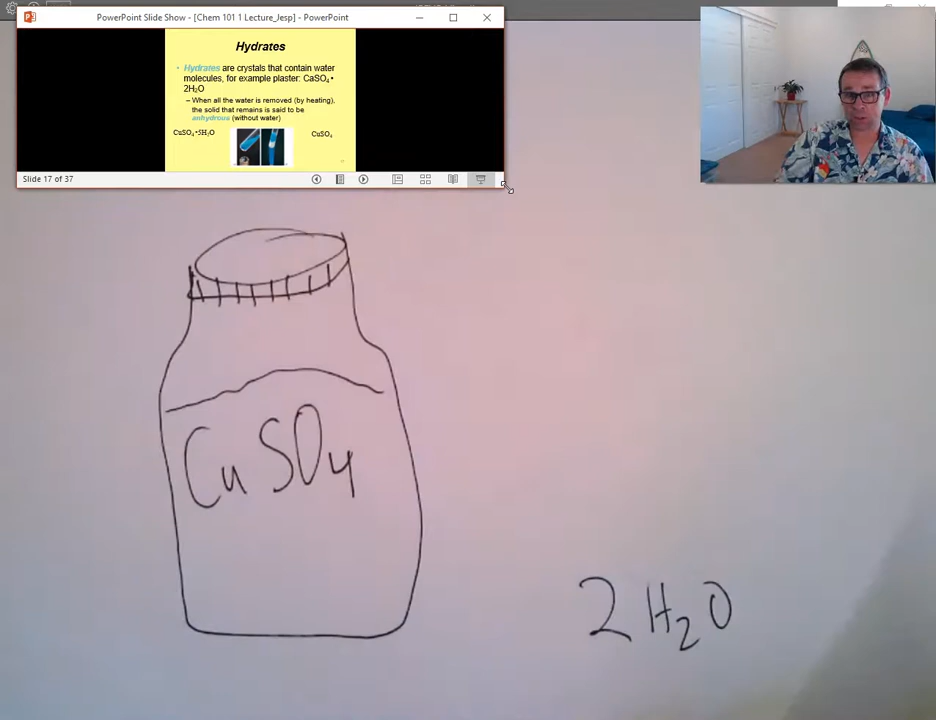 PowerPoint Slide Show - [Chem 101 1 Lecture_Jesp] - PowerPoint
Hydrates
• Hydrates are crystals that contain water
molecules, for example plaster: CaSO₄•
2H₂O
– When all the water is removed (by heating),
the solid that remains is said to be
anhydrous (without water)
CuSO₄•5H₂O
CuSO₄
Slide 17 of 37
CuSO₄
2H₂O